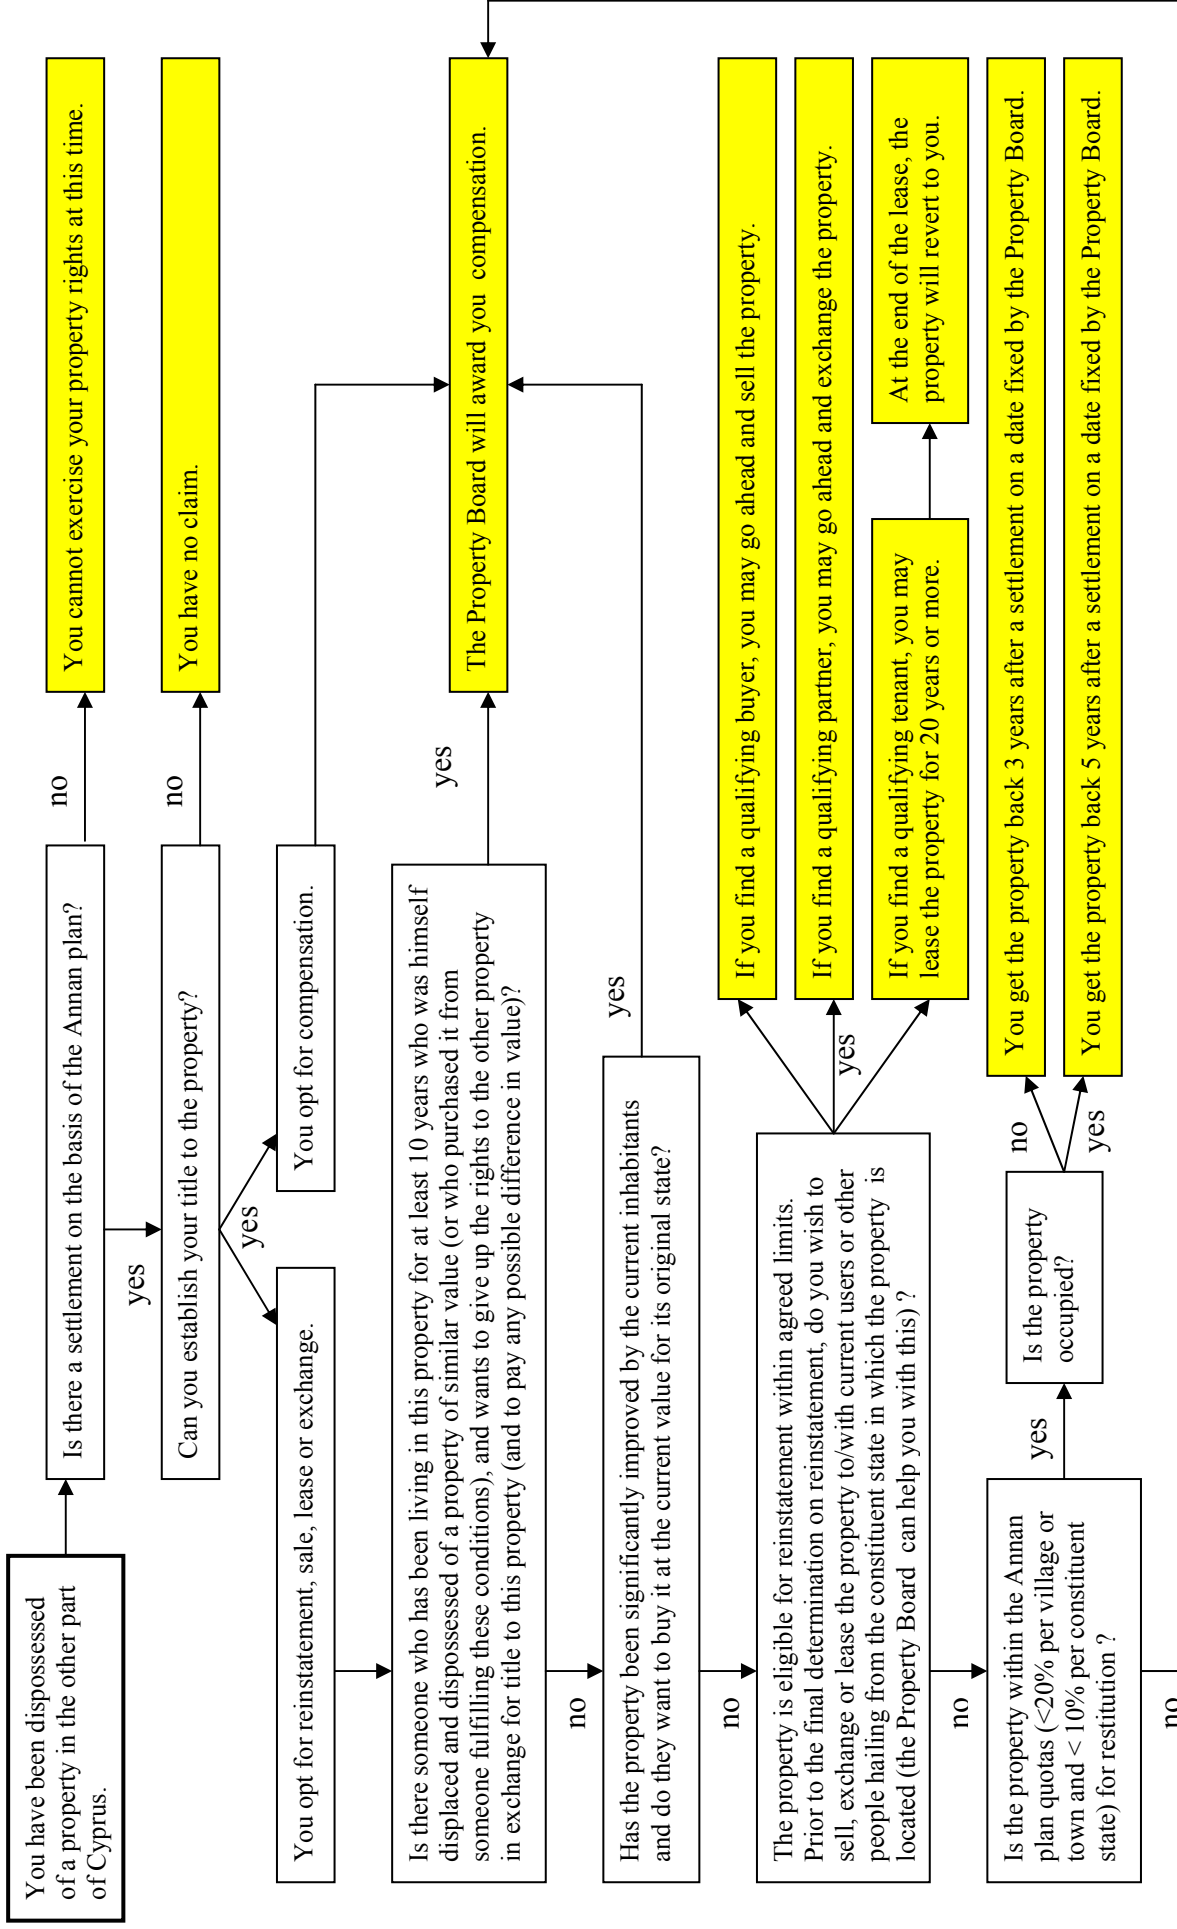 You have been dispossessed
of a property in the other part
of Cyprus.
Is there a settlement on the basis of the Annan plan?
no
You cannot exercise your property rights at this time.
yes
Can you establish your title to the property?
no
You have no claim.
yes
You opt for reinstatement, sale, lease or exchange.
You opt for compensation.
Is there someone who has been living in this property for at least 10 years who was himself
displaced and dispossessed of a property of similar value (or who purchased it from
someone fulfilling these conditions), and wants to give up the rights to the other property
in exchange for title to this property (and to pay any possible difference in value)?
yes
The Property Board will award you compensation.
no
Has the property been significantly improved by the current inhabitants
and do they want to buy it at the current value for its original state?
yes
no
The property is eligible for reinstatement within agreed limits.
Prior to the final determination on reinstatement, do you wish to
sell, exchange or lease the property to/with current users or other
people hailing from the constituent state in which the property is
located (the Property Board can help you with this) ?
yes
If you find a qualifying buyer, you may go ahead and sell the property.
If you find a qualifying partner, you may go ahead and exchange the property.
If you find a qualifying tenant, you may
lease the property for 20 years or more.
At the end of the lease, the
property will revert to you.
no
Is the property within the Annan
plan quotas (<20% per village or
town and < 10% per constituent
state) for restitution ?
yes
Is the property
occupied?
no
You get the property back 3 years after a settlement on a date fixed by the Property Board.
yes
You get the property back 5 years after a settlement on a date fixed by the Property Board.
no